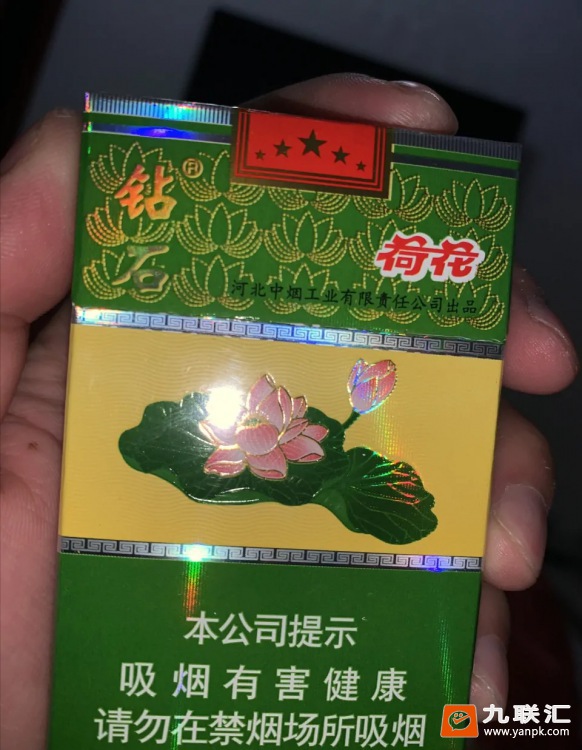 钻石®
荷花
河北中烟工业有限责任公司出品
本公司提示
吸烟有害健康
请勿在禁烟场所吸烟
九联汇
www.yanpk.com